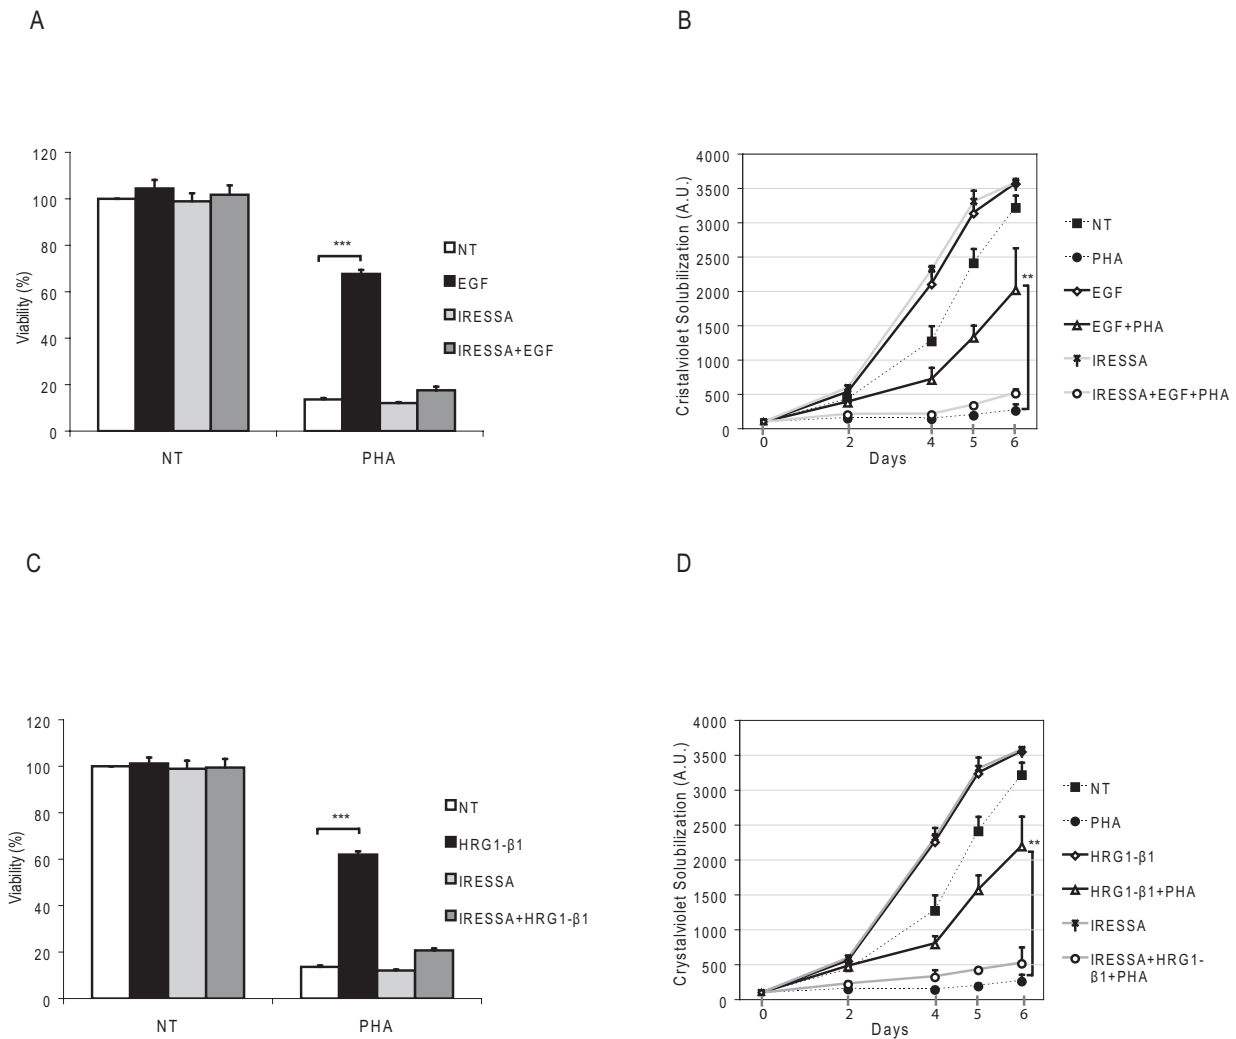 A
120
100
80
60
40
20
0
Viability (%)
***
NT
PHA
NT
EGF
IRESSA
IRESSA+EGF
B
4000
3500
3000
2500
2000
1500
1000
500
0
Cristalviolet Solubilization (A.U.)
**
0 2 4 5 6
Days
NT
PHA
EGF
EGF+PHA
IRESSA
IRESSA+EGF+PHA
C
120
100
80
60
40
20
0
Viability (%)
***
NT
PHA
NT
HRG1-β1
IRESSA
IRESSA+HRG1-β1
D
4000
3500
3000
2500
2000
1500
1000
500
0
Crystalviolet Solubilization (A.U.)
**
0 2 4 5 6
Days
NT
PHA
HRG1-β1
HRG1-β1+PHA
IRESSA
IRESSA+HRG1-
β1+PHA